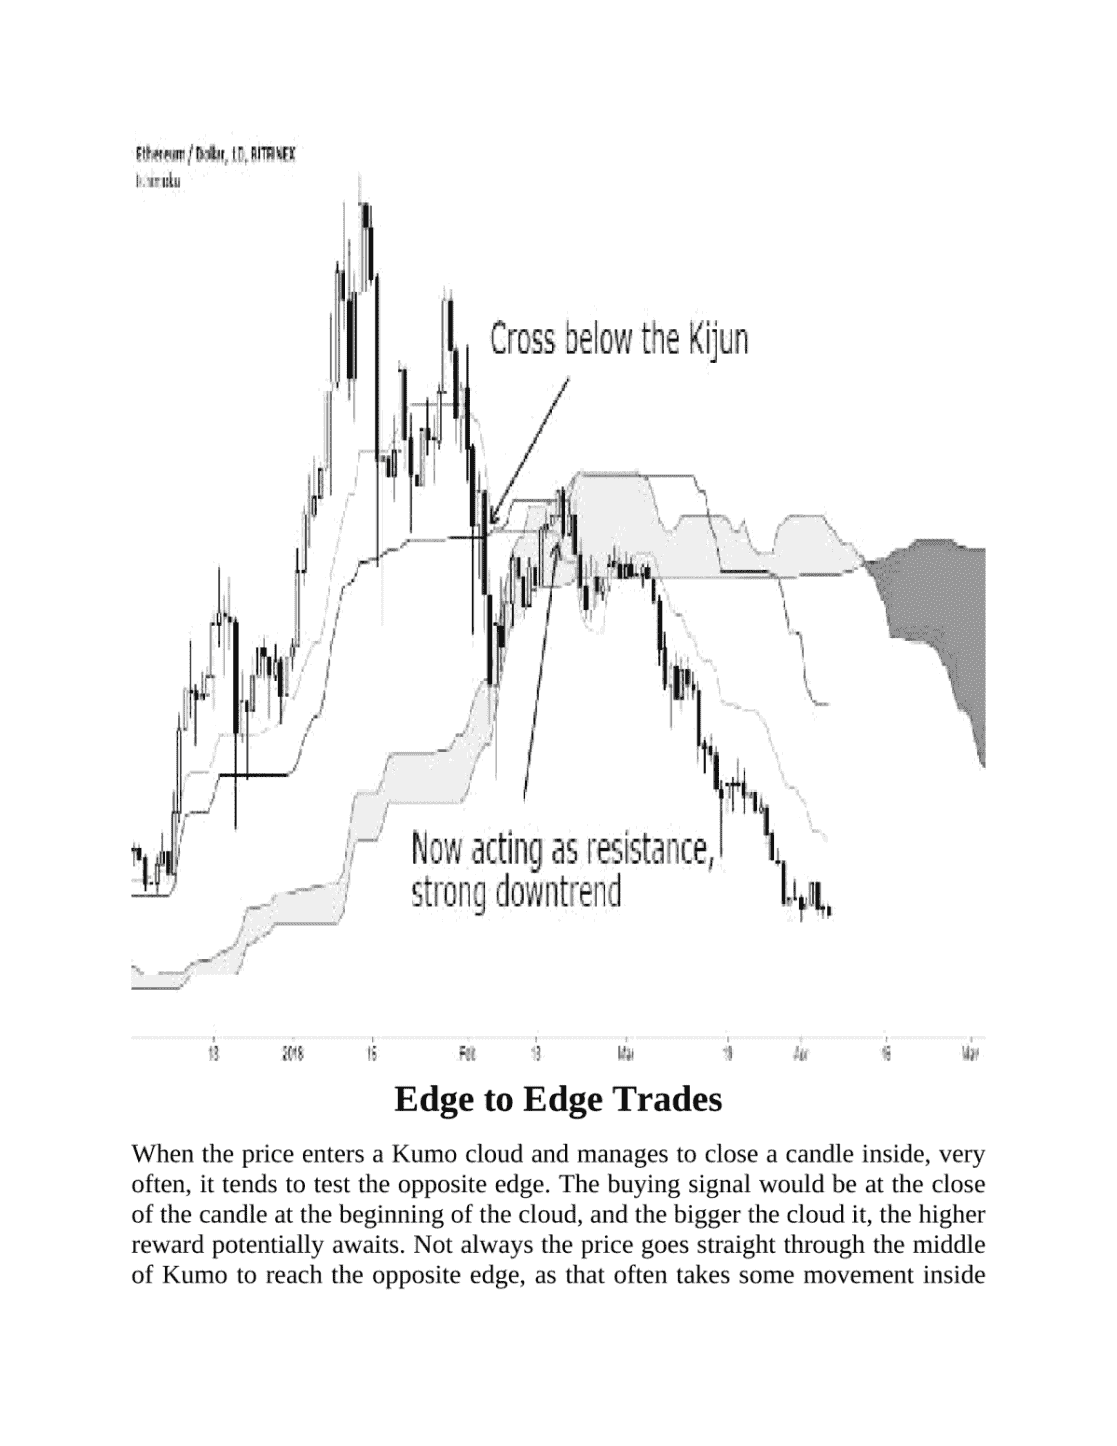 Ethereum / Dollar, 1D, BITFINEX
Ichimoku
Cross below the Kijun
Now acting as resistance,
strong downtrend
2018
15
Feb
Mar
Apr
May
Edge to Edge Trades
When the price enters a Kumo cloud and manages to close a candle inside, very
often, it tends to test the opposite edge. The buying signal would be at the close
of the candle at the beginning of the cloud, and the bigger the cloud it, the higher
reward potentially awaits. Not always the price goes straight through the middle
of Kumo to reach the opposite edge, as that often takes some movement inside